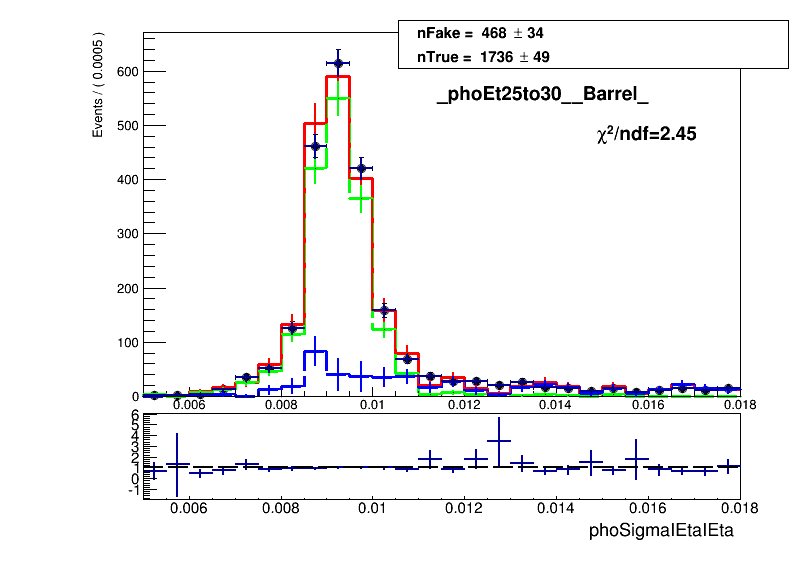 nFake = 468 ± 34
nTrue = 1736 ± 49
_phoEt25to30__Barrel_
χ²/ndf=2.45
Events / ( 0.0005 )
600
500
400
300
200
100
0
0.006 0.008 0.01 0.012 0.014 0.016 0.018
6
5
4
3
2
1
0
-1
0.006 0.008 0.01 0.012 0.014 0.016 0.018
phoSigmaIEtaIEta